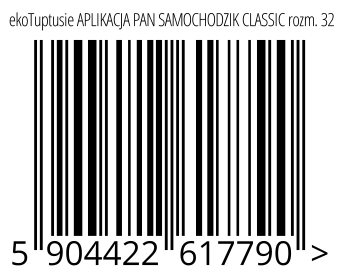 ekoTuptusie APLIKACJA PAN SAMOCHODZIK CLASSIC rozm. 32
5 904422 617790 >